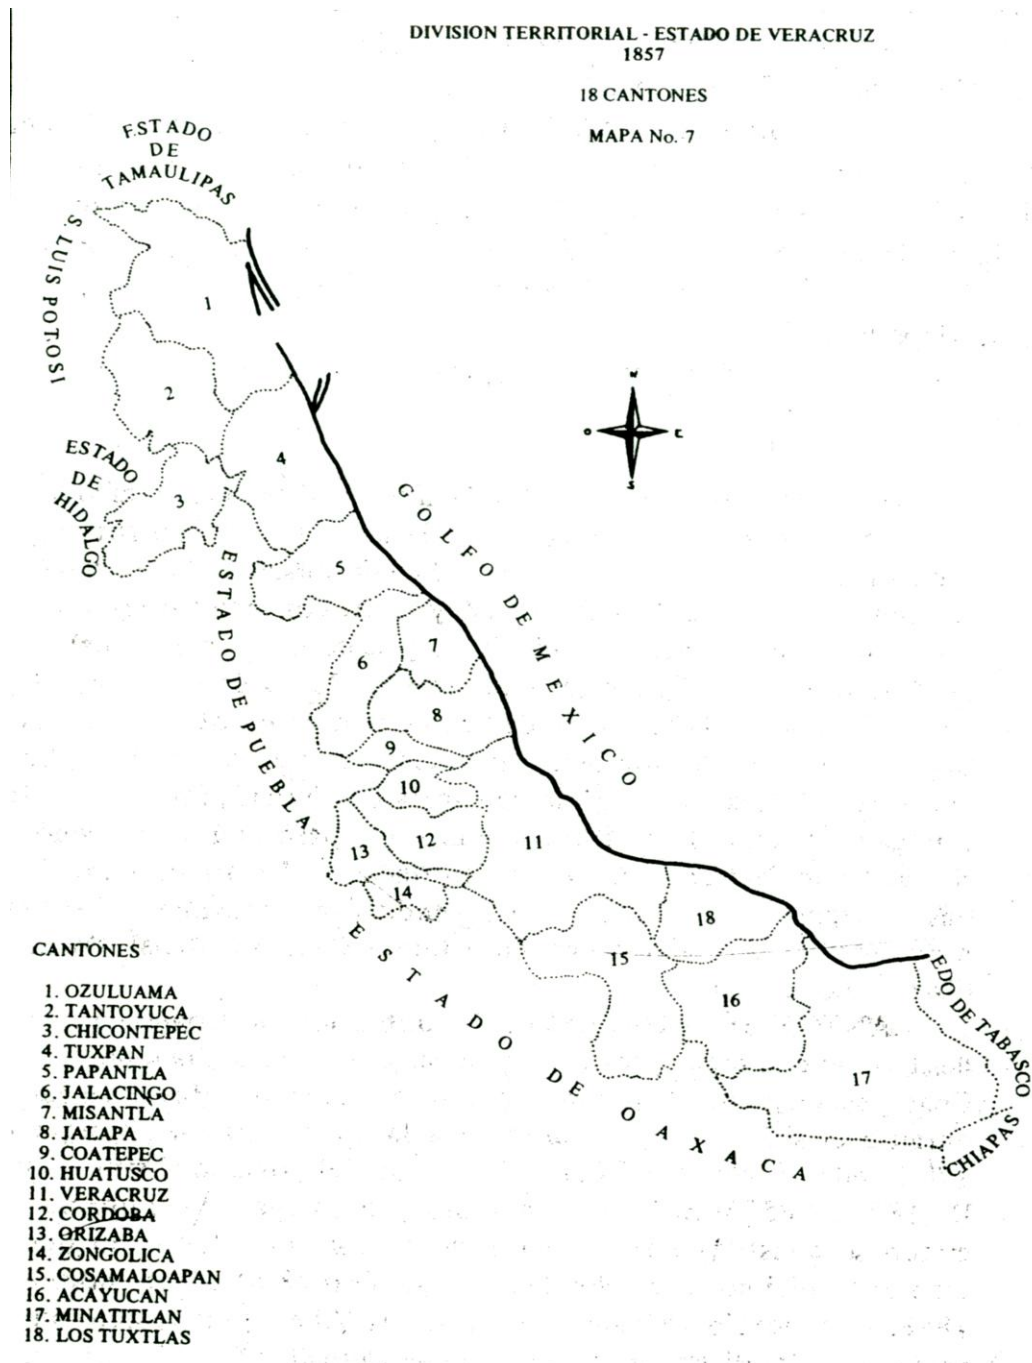 DIVISION TERRITORIAL - ESTADO DE VERACRUZ
1857
18 CANTONES
MAPA No. 7
ESTADO
DE
TAMAULIPAS
S. LUIS POTOSI
1
2
ESTADO
DE
HIDALGO
3
4
N
O E
S
GOLFO DE MEXICO
ESTADO DE PUEBLA
5
6
7
8
9
10
11
12
13
14
15
16
17
18
ESTADO DE OAXACA
EDO DE TABASCO
CHIAPAS
CANTONES
1. OZULUAMA
2. TANTOYUCA
3. CHICONTEPEC
4. TUXPAN
5. PAPANTLA
6. JALACINGO
7. MISANTLA
8. JALAPA
9. COATEPEC
10. HUATUSCO
11. VERACRUZ
12. CORDOBA
13. ORIZABA
14. ZONGOLICA
15. COSAMALOAPAN
16. ACAYUCAN
17. MINATITLAN
18. LOS TUXTLAS